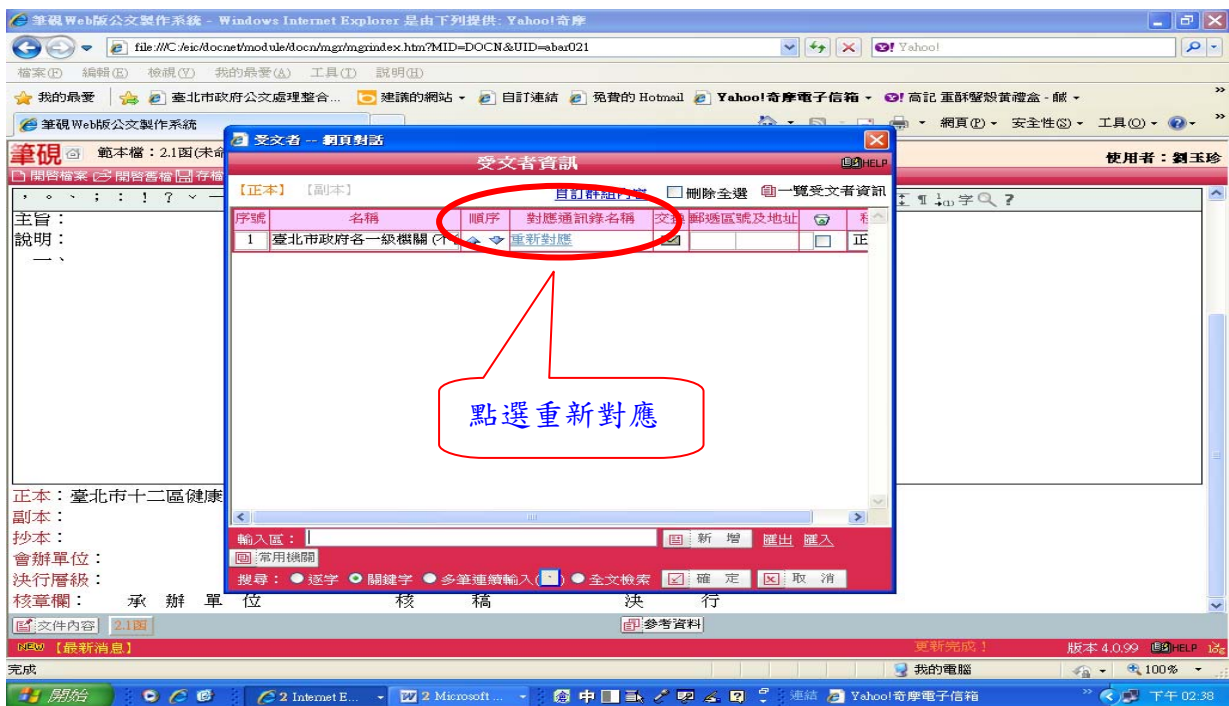 筆硯Web版公文製作系統 - Windows Internet Explorer 是由下列提供: Yahoo!奇摩
file:///C:/eic/docnet/module/docn/mgr/mgrindex.htm?MID=DOCN&UID=abar021
Yahoo!
檔案(F) 編輯(E) 檢視(V) 我的最愛(A) 工具(T) 說明(H)
我的最愛 臺北市政府公文處理整合... 建議的網站 自訂連結 免費的 Hotmail Yahoo!奇摩電子信箱
筆硯Web版公文製作系統 網頁(P) 安全性(S) 工具(O)
筆硯 範本檔：2.1函(未命 使用者：劉玉珍
開啓檔案 開啓舊檔 存檔
受文者 -- 網頁對話
受文者資訊 HELP
【正本】 【副本】 自訂群組內容 刪除全選 一覽受文者資訊
， 。 、 ； ： ！ ？
序號 名稱 順序 對應通訊錄名稱 交換 郵遞區號及地址
1 臺北市政府各一級機關 重新對應 正
主旨：
說明：
一、
點選重新對應
正本：臺北市十二區健康
副本：
抄本：
會辦單位：
決行層級：
核章欄： 承 辦 單 位 核 稿 決 行
輸入區： 新 增 匯出 匯入
常用機關
搜尋： 逐字 關鍵字 多筆連續輸入( ) 全文檢索 確 定 取 消
文件內容 2.1函 參考資料
NEW 【最新消息】 更新完成！ 版本 4.0.99 HELP
完成 我的電腦 100%
開始 2 Internet E... 2 Microsoft ... 中 連結 Yahoo!奇摩電子信箱 下午 02:38